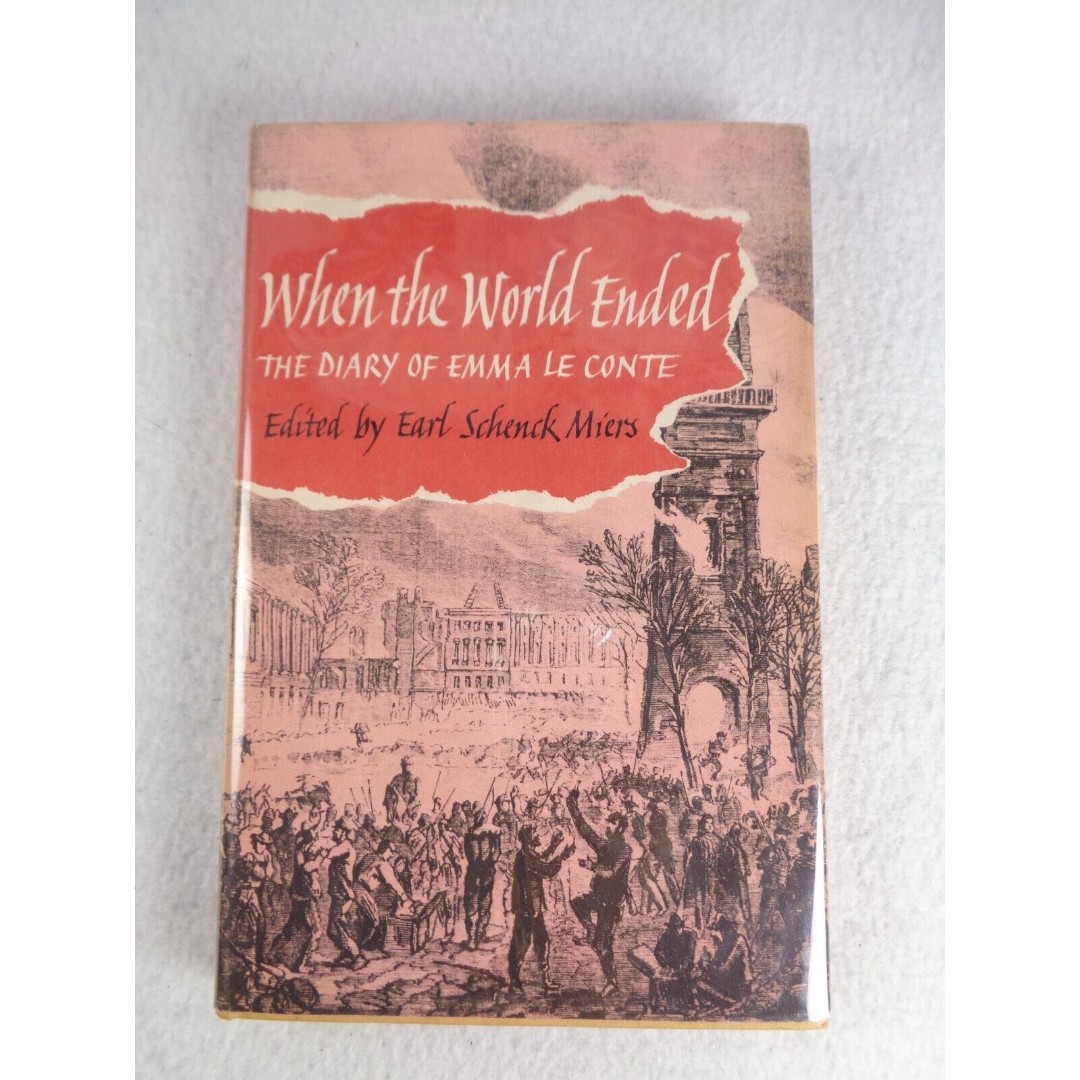 When the World Ended
THE DIARY OF EMMA LE CONTE
Edited by Earl Schenck Miers